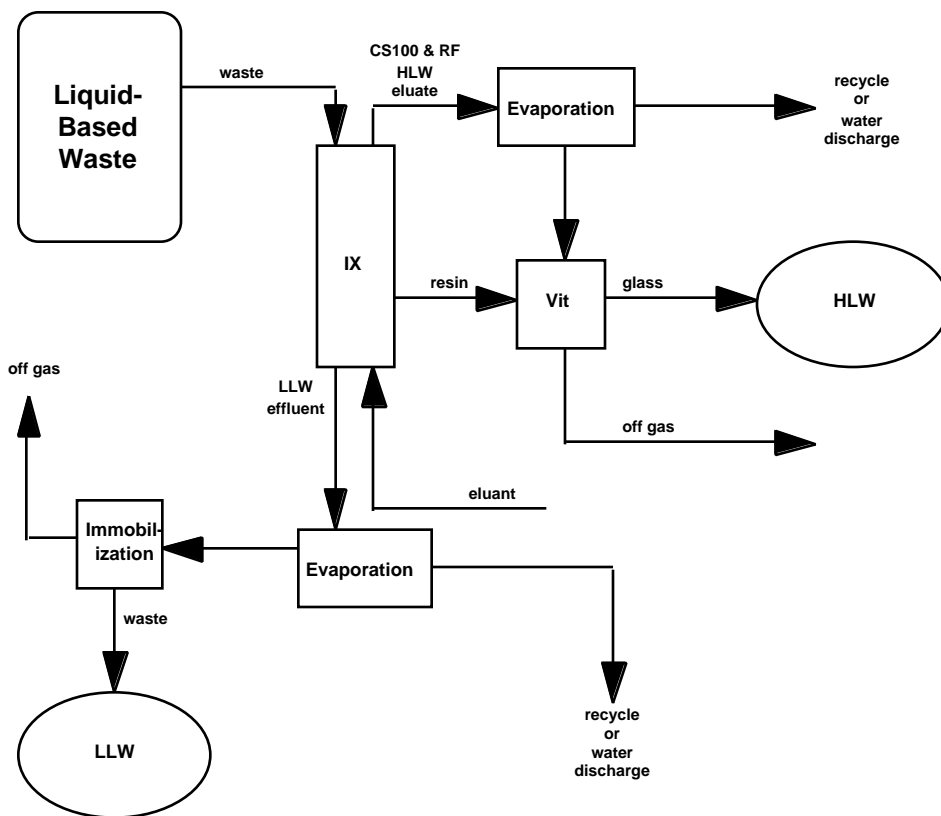 Liquid-
Based
Waste
waste
CS100 & RF
HLW
eluate
Evaporation
recycle
or
water
discharge
IX
resin
Vit
glass
HLW
off gas
LLW
effluent
off gas
eluant
Immobil-
ization
Evaporation
waste
LLW
recycle
or
water
discharge